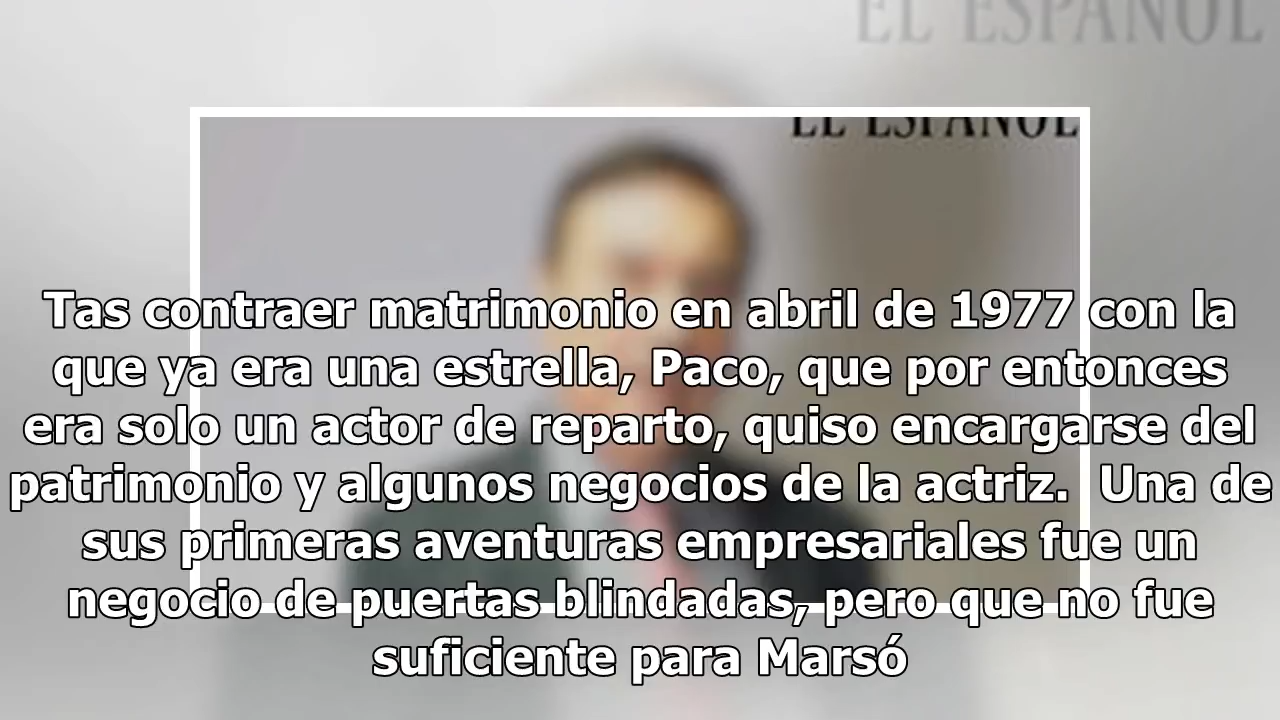 EL ESPAÑOL
EL ESPAÑOL
Tas contraer matrimonio en abril de 1977 con la
que ya era una estrella, Paco, que por entonces
era solo un actor de reparto, quiso encargarse del
patrimonio y algunos negocios de la actriz.  Una de
sus primeras aventuras empresariales fue un
negocio de puertas blindadas, pero que no fue
suficiente para Marsó